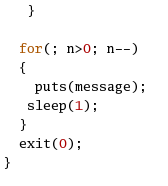 }
for(; n>0; n--)
{
puts(message);
sleep(1);
}
exit(0);
}